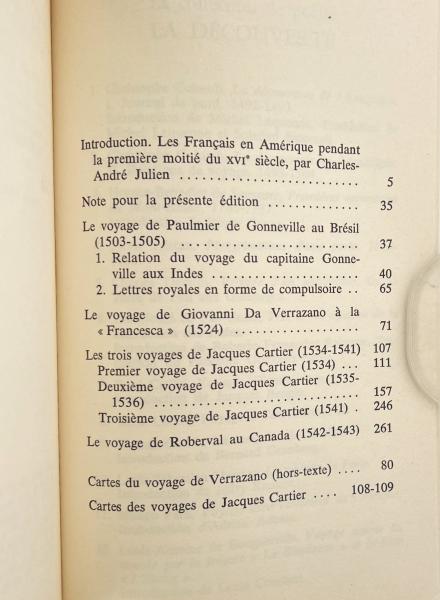 LA DÉCOUVERTE
Introduction. Les Français en Amérique pendant
la première moitié du XVIe siècle, par Charles-
André Julien ........................ 5
Note pour la présente édition .............. 35
Le voyage de Paulmier de Gonneville au Brésil
(1503-1505) ........................ 37
1. Relation du voyage du capitaine Gonne-
ville aux Indes .................... 40
2. Lettres royales en forme de compulsoire .. 65
Le voyage de Giovanni Da Verrazano à la
« Francesca » (1524) ................... 71
Les trois voyages de Jacques Cartier (1534-1541) 107
Premier voyage de Jacques Cartier (1534) ... 111
Deuxième voyage de Jacques Cartier (1535-
1536) ............................. 157
Troisième voyage de Jacques Cartier (1541) . 246
Le voyage de Roberval au Canada (1542-1543) 261
Cartes du voyage de Verrazano (hors-texte) .... 80
Cartes des voyages de Jacques Cartier .... 108-109